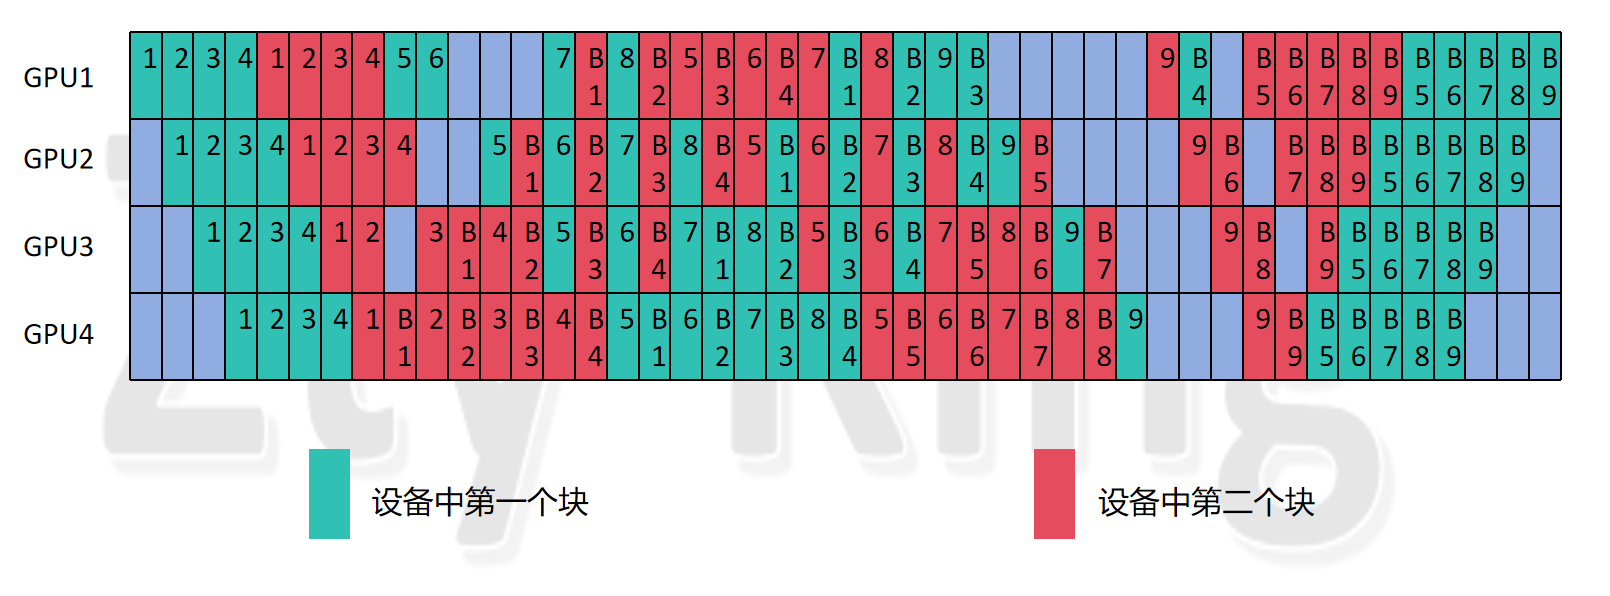 GPU1 1 2 3 4 1 2 3 4 5 6 7 B1 8 B2 5 B3 6 B4 7 B1 8 B2 9 B3 9 B4 B5 B6 B7 B8 B9 B5 B6 B7 B8 B9
GPU2 1 2 3 4 1 2 3 4 5 B1 6 B2 7 B3 8 B4 5 B1 6 B2 7 B3 8 B4 9 B5 9 B6 B7 B8 B9 B5 B6 B7 B8 B9
GPU3 1 2 3 4 1 2 3 B1 4 B2 5 B3 6 B4 7 B1 8 B2 5 B3 6 B4 7 B5 8 B6 9 B7 9 B8 B9 B5 B6 B7 B8 B9
GPU4 1 2 3 4 1 B1 2 B2 3 B3 4 B4 5 B1 6 B2 7 B3 8 B4 5 B5 6 B6 7 B7 8 B8 9 9 B9 B5 B6 B7 B8 B9
Zty King
设备中第一个块
设备中第二个块